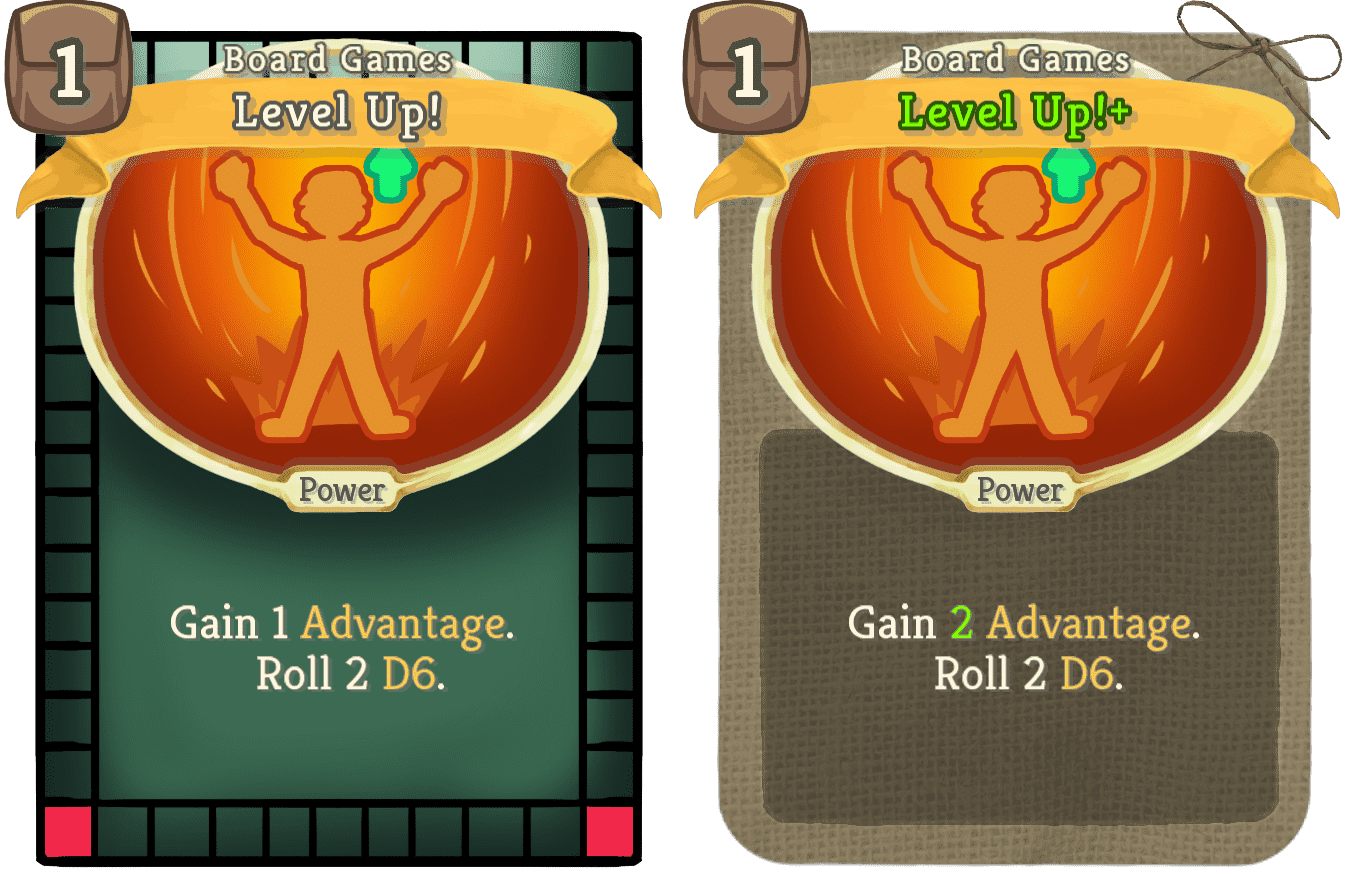 1
Board Games
Level Up!
Power
Gain 1 Advantage.
Roll 2 D6.
1
Board Games
Level Up!+
Power
Gain 2 Advantage.
Roll 2 D6.